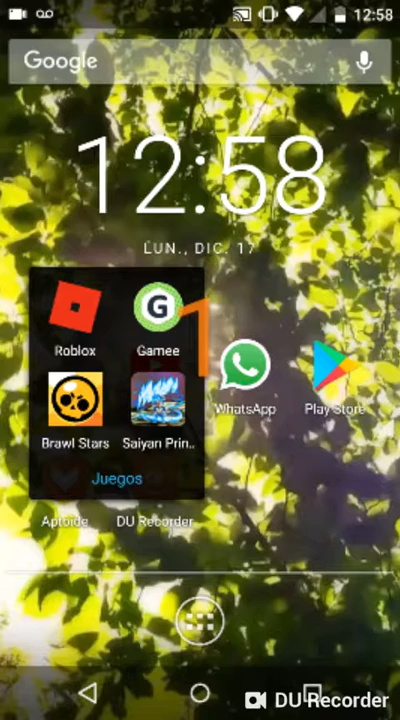 12:58
Google
12:58
LUN., DIC. 17
G
1
Roblox
Gamee
WhatsApp
Play Store
Brawl Stars
Saiyan Prin..
Juegos
Aptoide
DU Recorder
DU Recorder